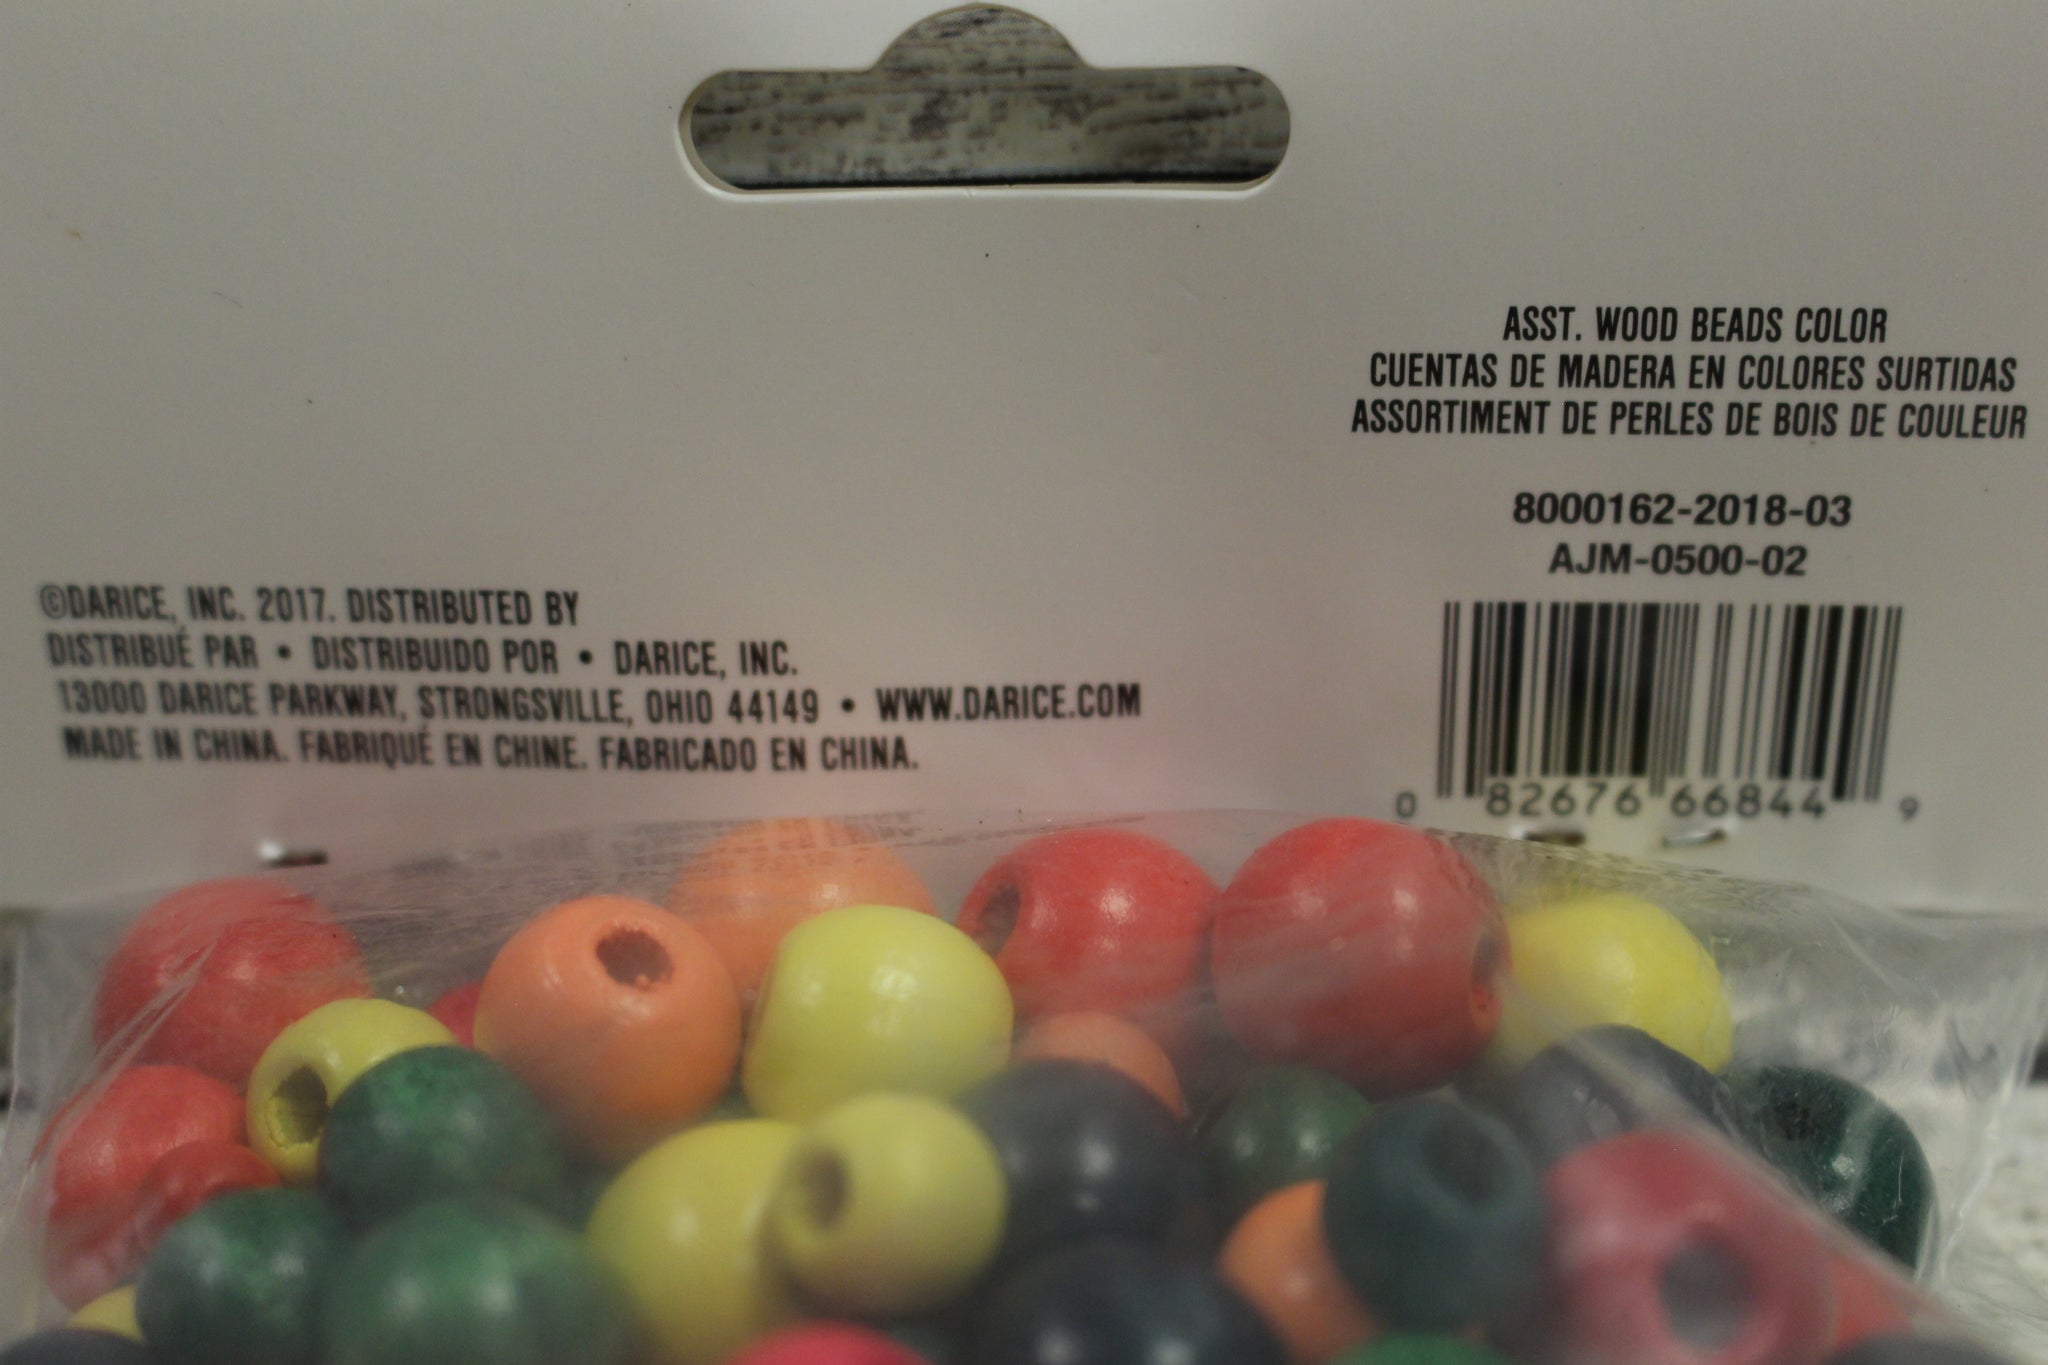 ASST. WOOD BEADS COLOR
CUENTAS DE MADERA EN COLORES SURTIDAS
ASSORTIMENT DE PERLES DE BOIS DE COULEUR
8000162-2018-03
AJM-0500-02
0 82676 66844 9
©DARICE, INC. 2017. DISTRIBUTED BY
DISTRIBUÉ PAR • DISTRIBUIDO POR • DARICE, INC.
13000 DARICE PARKWAY, STRONGSVILLE, OHIO 44149 • WWW.DARICE.COM
MADE IN CHINA. FABRIQUÉ EN CHINE. FABRICADO EN CHINA.